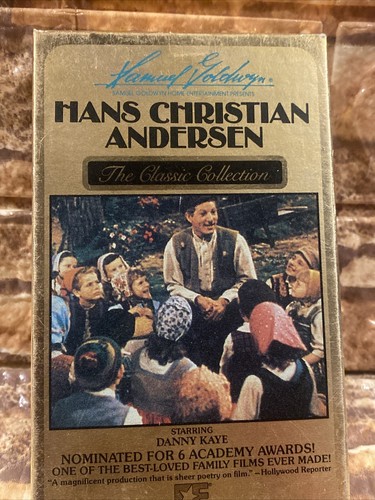 Samuel Goldwyn®
SAMUEL GOLDWYN HOME ENTERTAINMENT PRESENTS
HANS CHRISTIAN
ANDERSEN
The Classic Collection
STARRING
DANNY KAYE
NOMINATED FOR 6 ACADEMY AWARDS!
ONE OF THE BEST-LOVED FAMILY FILMS EVER MADE!
"A magnificent production that is sheer poetry on film." – Hollywood Reporter